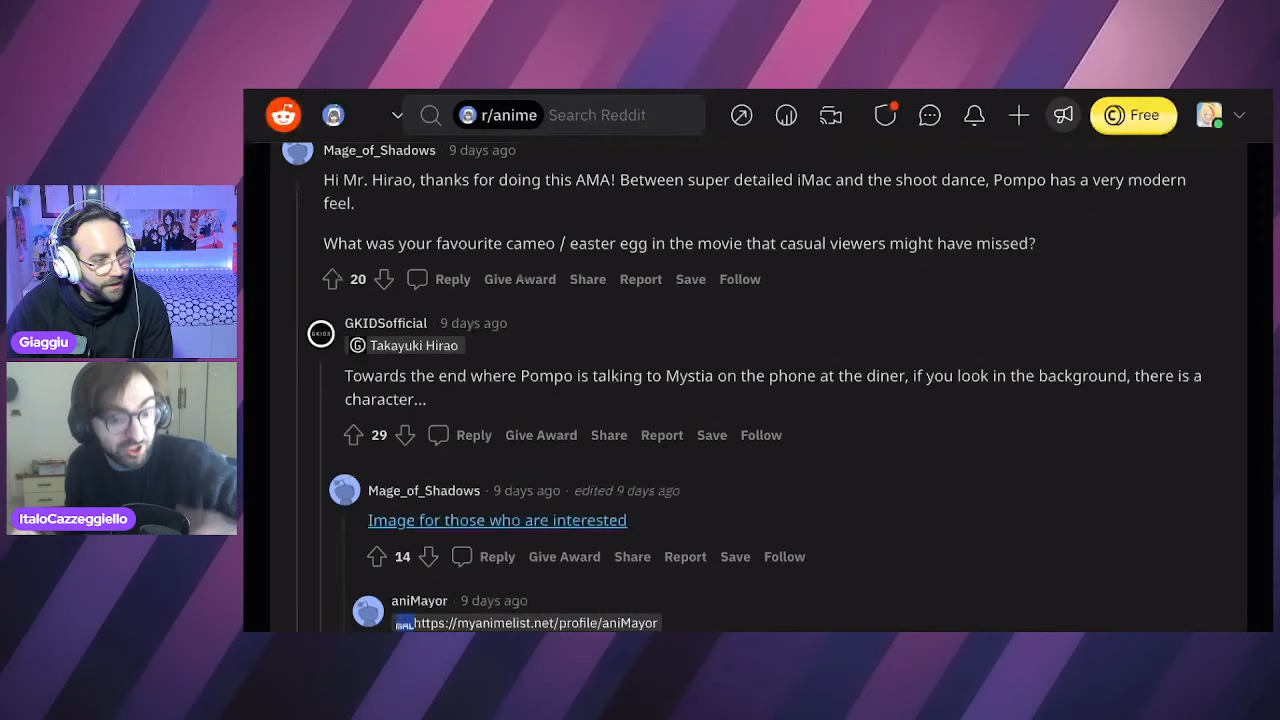 r/anime Search Reddit
Free
Mage_of_Shadows 9 days ago
Hi Mr. Hirao, thanks for doing this AMA! Between super detailed iMac and the shoot dance, Pompo has a very modern
feel.
What was your favourite cameo / easter egg in the movie that casual viewers might have missed?
20 Reply Give Award Share Report Save Follow
GKIDS
GKIDSofficial · 9 days ago
Takayuki Hirao
Towards the end where Pompo is talking to Mystia on the phone at the diner, if you look in the background, there is a
character...
29 Reply Give Award Share Report Save Follow
Mage_of_Shadows · 9 days ago · edited 9 days ago
Image for those who are interested
14 Reply Give Award Share Report Save Follow
aniMayor · 9 days ago
MAL https://myanimelist.net/profile/aniMayor
Giaggiu
ItaloCazzeggiello